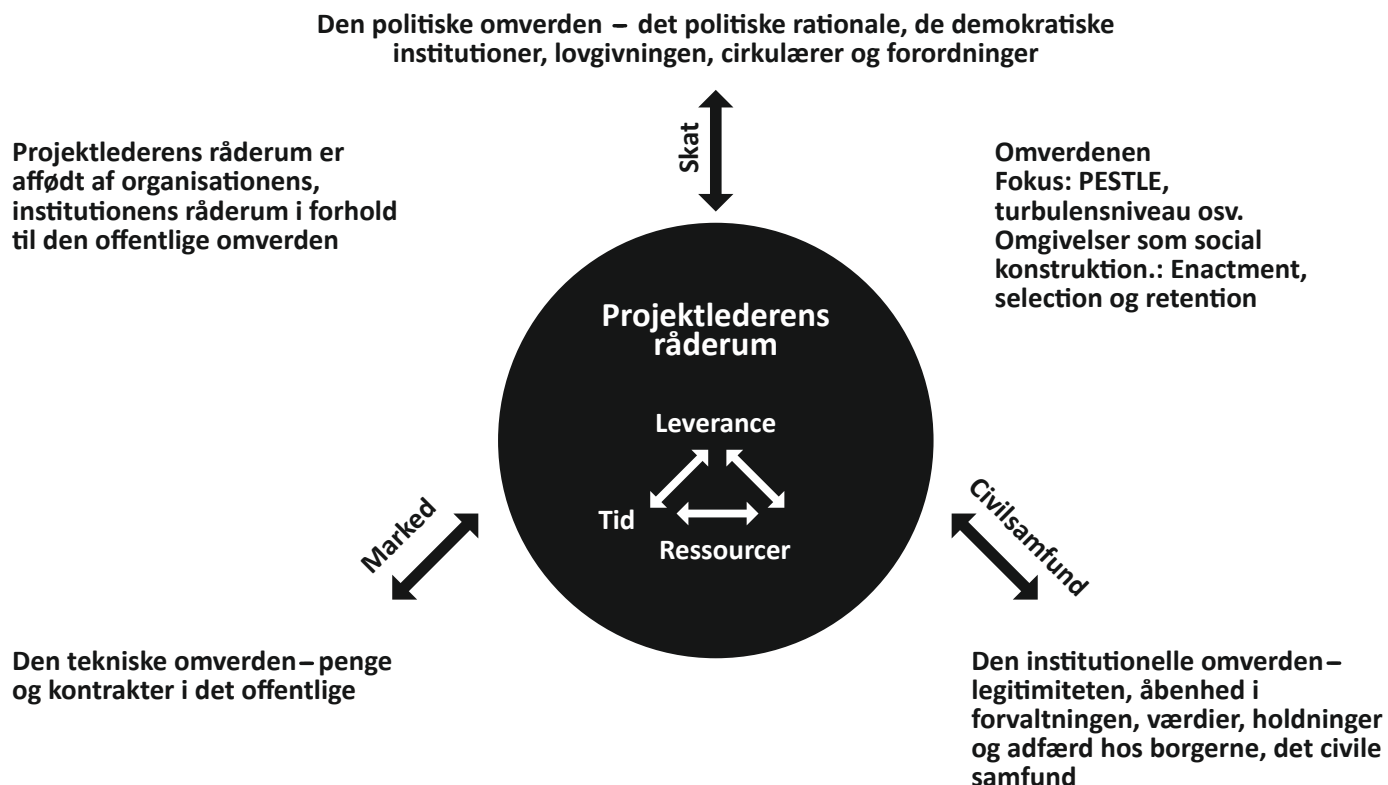 Den politiske omverden – det politiske rationale, de demokratiske
institutioner, lovgivningen, cirkulærer og forordninger
Skat
Projektlederens råderum er
affødt af organisationens,
institutionens råderum i forhold
til den offentlige omverden
Omverdenen
Fokus: PESTLE,
turbulensniveau osv.
Omgivelser som social
konstruktion.: Enactment,
selection og retention
Projektlederens
råderum
Leverance
Tid
Ressourcer
Marked
Civilsamfund
Den tekniske omverden – penge
og kontrakter i det offentlige
Den institutionelle omverden –
legitimiteten, åbenhed i
forvaltningen, værdier, holdninger
og adfærd hos borgerne, det civile
samfund